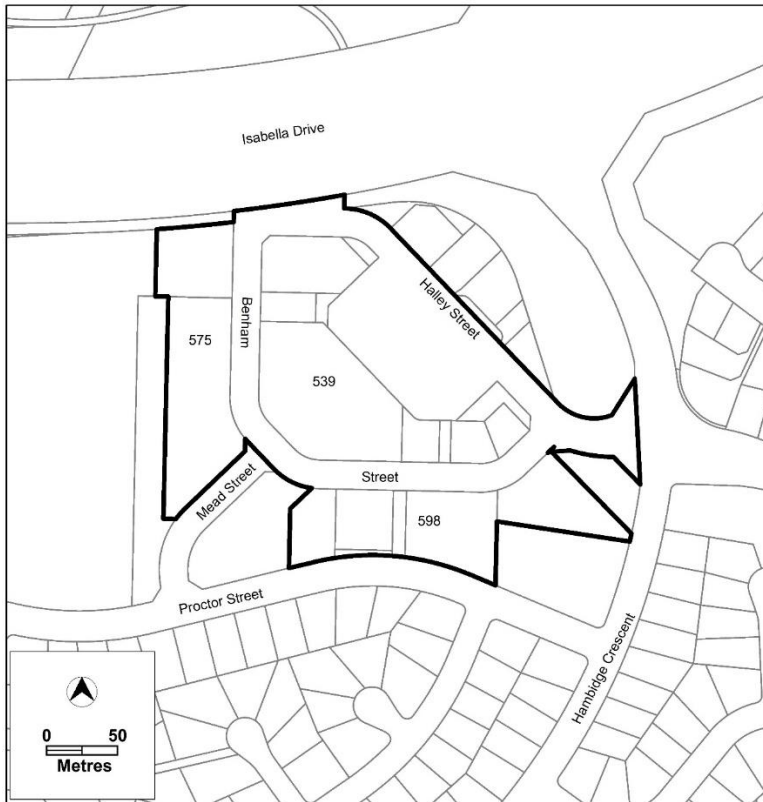 Isabella Drive
Halley Street
Benham
575
539
Street
Mead Street
598
Proctor Street
Hambidge Crescent
0 50
Metres